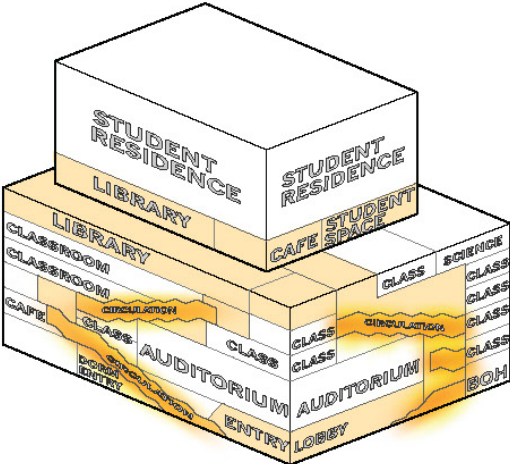 STUDENT
RESIDENCE
STUDENT
RESIDENCE
LIBRARY
CAFE
STUDENT
SPACE
LIBRARY
CLASSROOM
CLASSROOM
CAFE
CIRCULATION
CLASS
CLASS
AUDITORIUM
CIRCULATION
DORM
ENTRY
ENTRY
SCIENCE
CLASS
CLASS
CLASS
CLASS
CLASS
CIRCULATION
CLASS
CLASS
AUDITORIUM
BOH
LOBBY